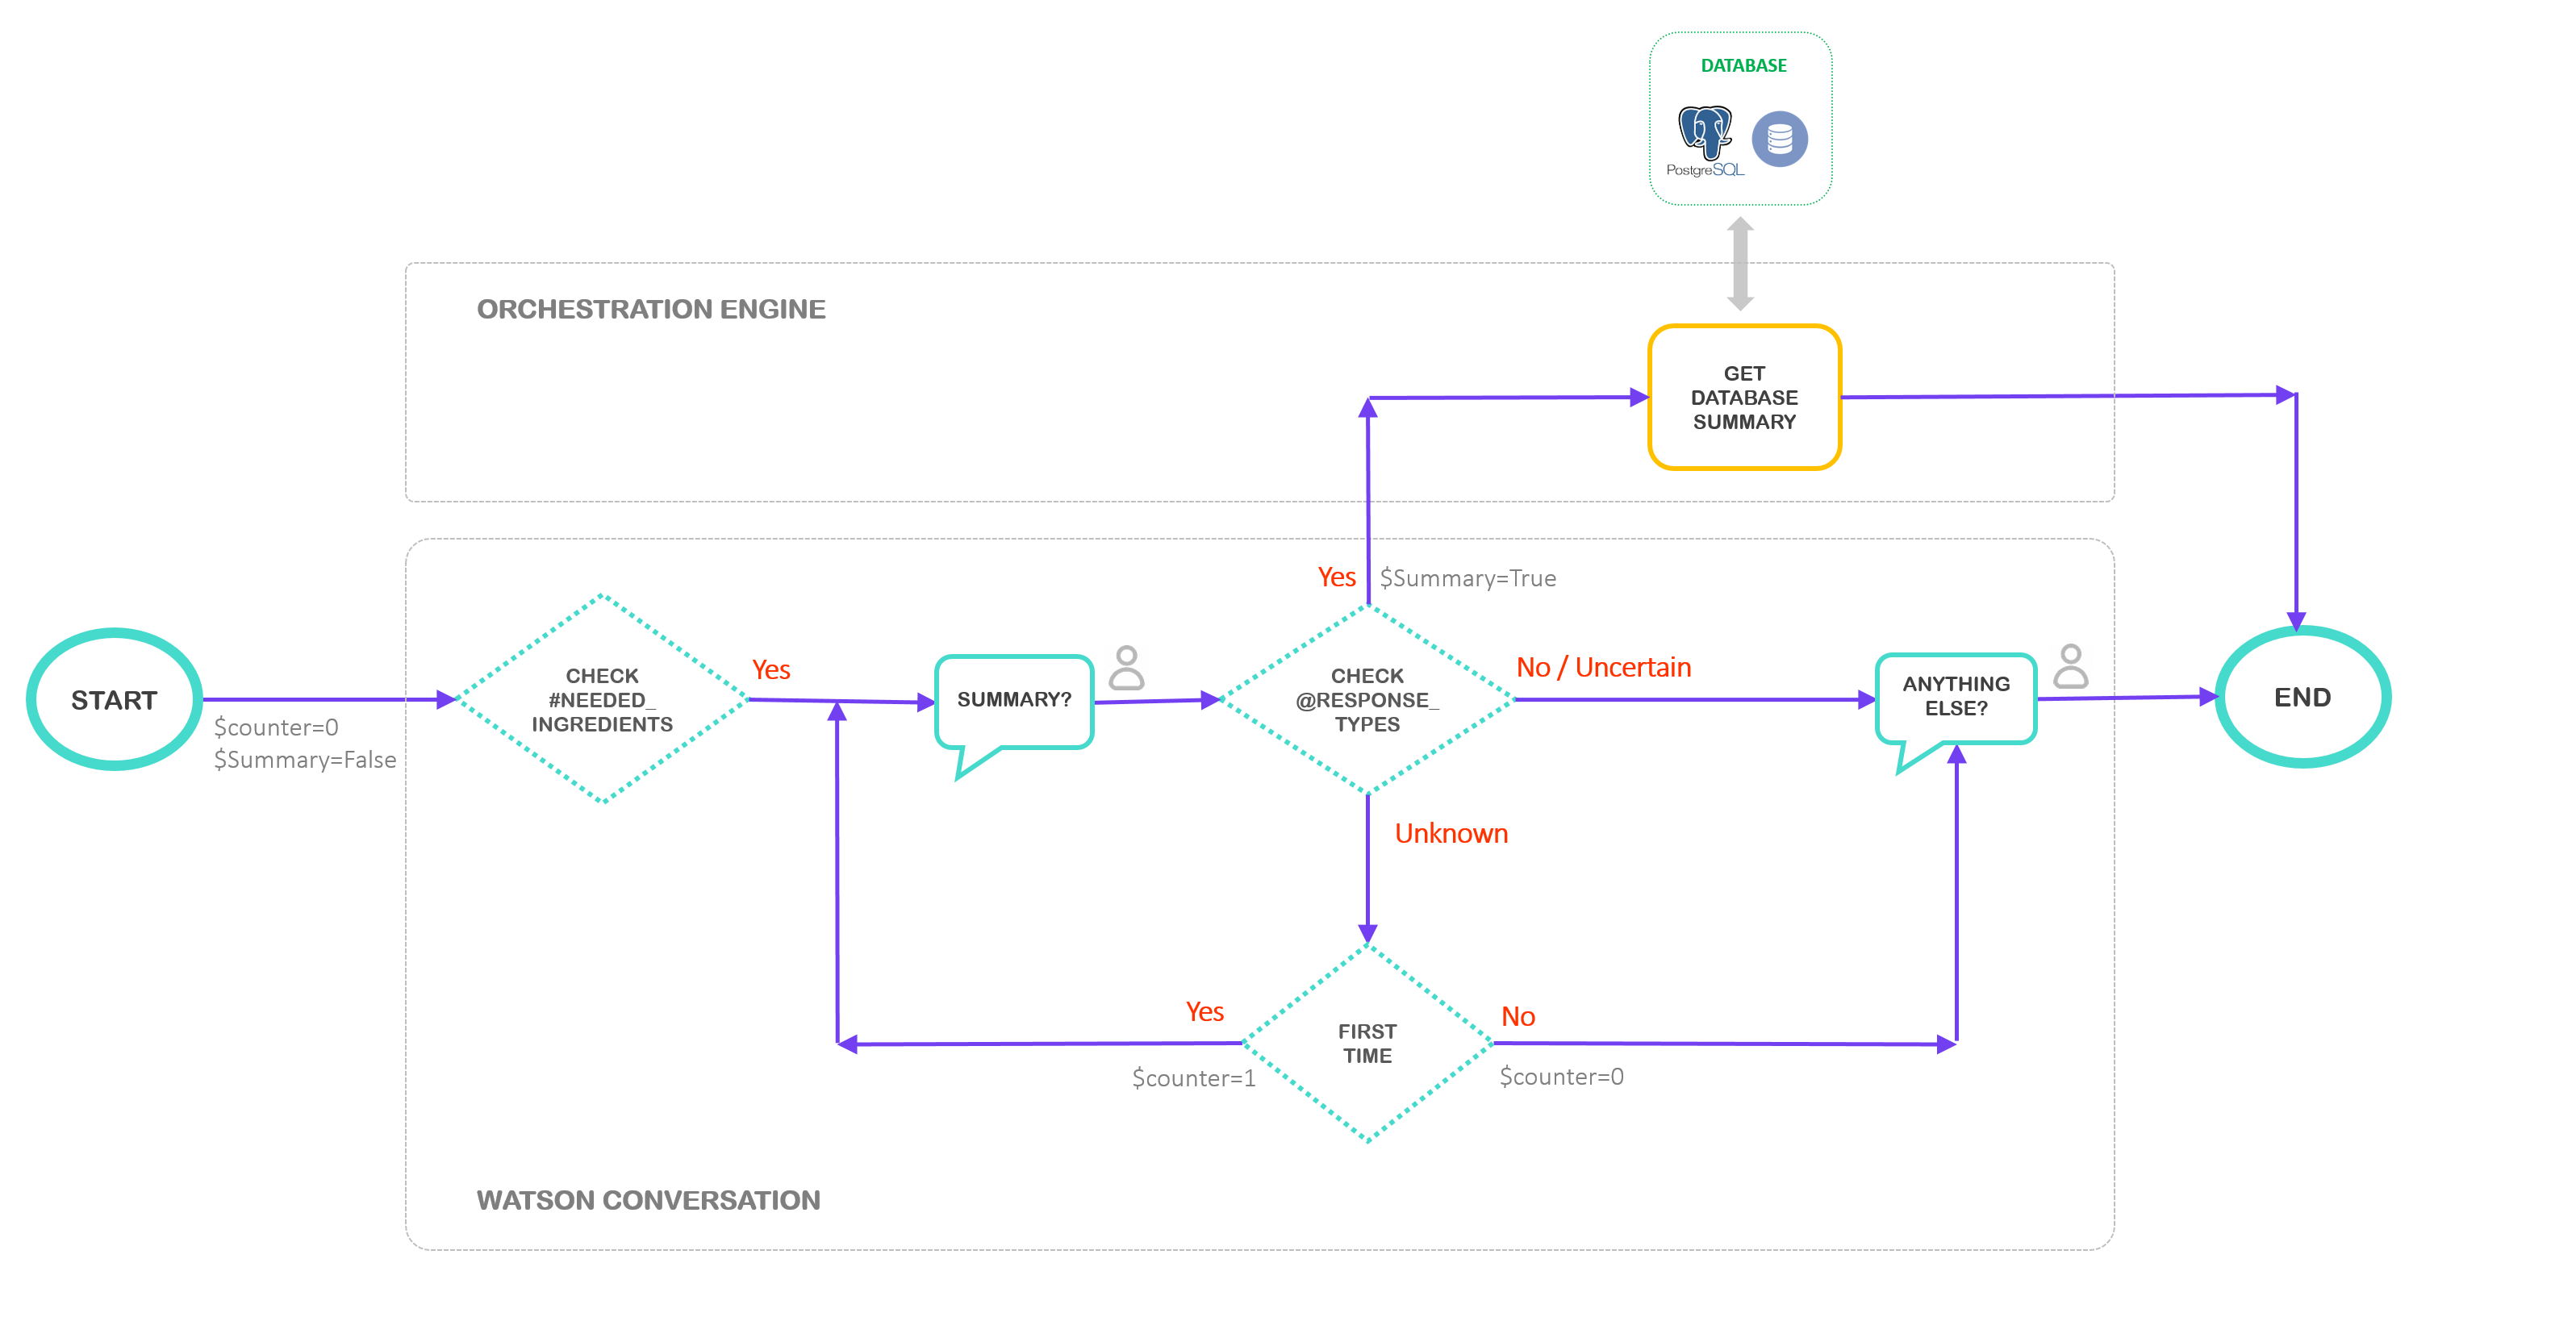 DATABASE
PostgreSQL
ORCHESTRATION ENGINE
GET
DATABASE
SUMMARY
Yes
$Summary=True
START
$counter=0
$Summary=False
CHECK
#NEEDED_
INGREDIENTS
Yes
SUMMARY?
CHECK
@RESPONSE_
TYPES
No / Uncertain
ANYTHING
ELSE?
END
Unknown
Yes
FIRST
TIME
No
$counter=1
$counter=0
WATSON CONVERSATION